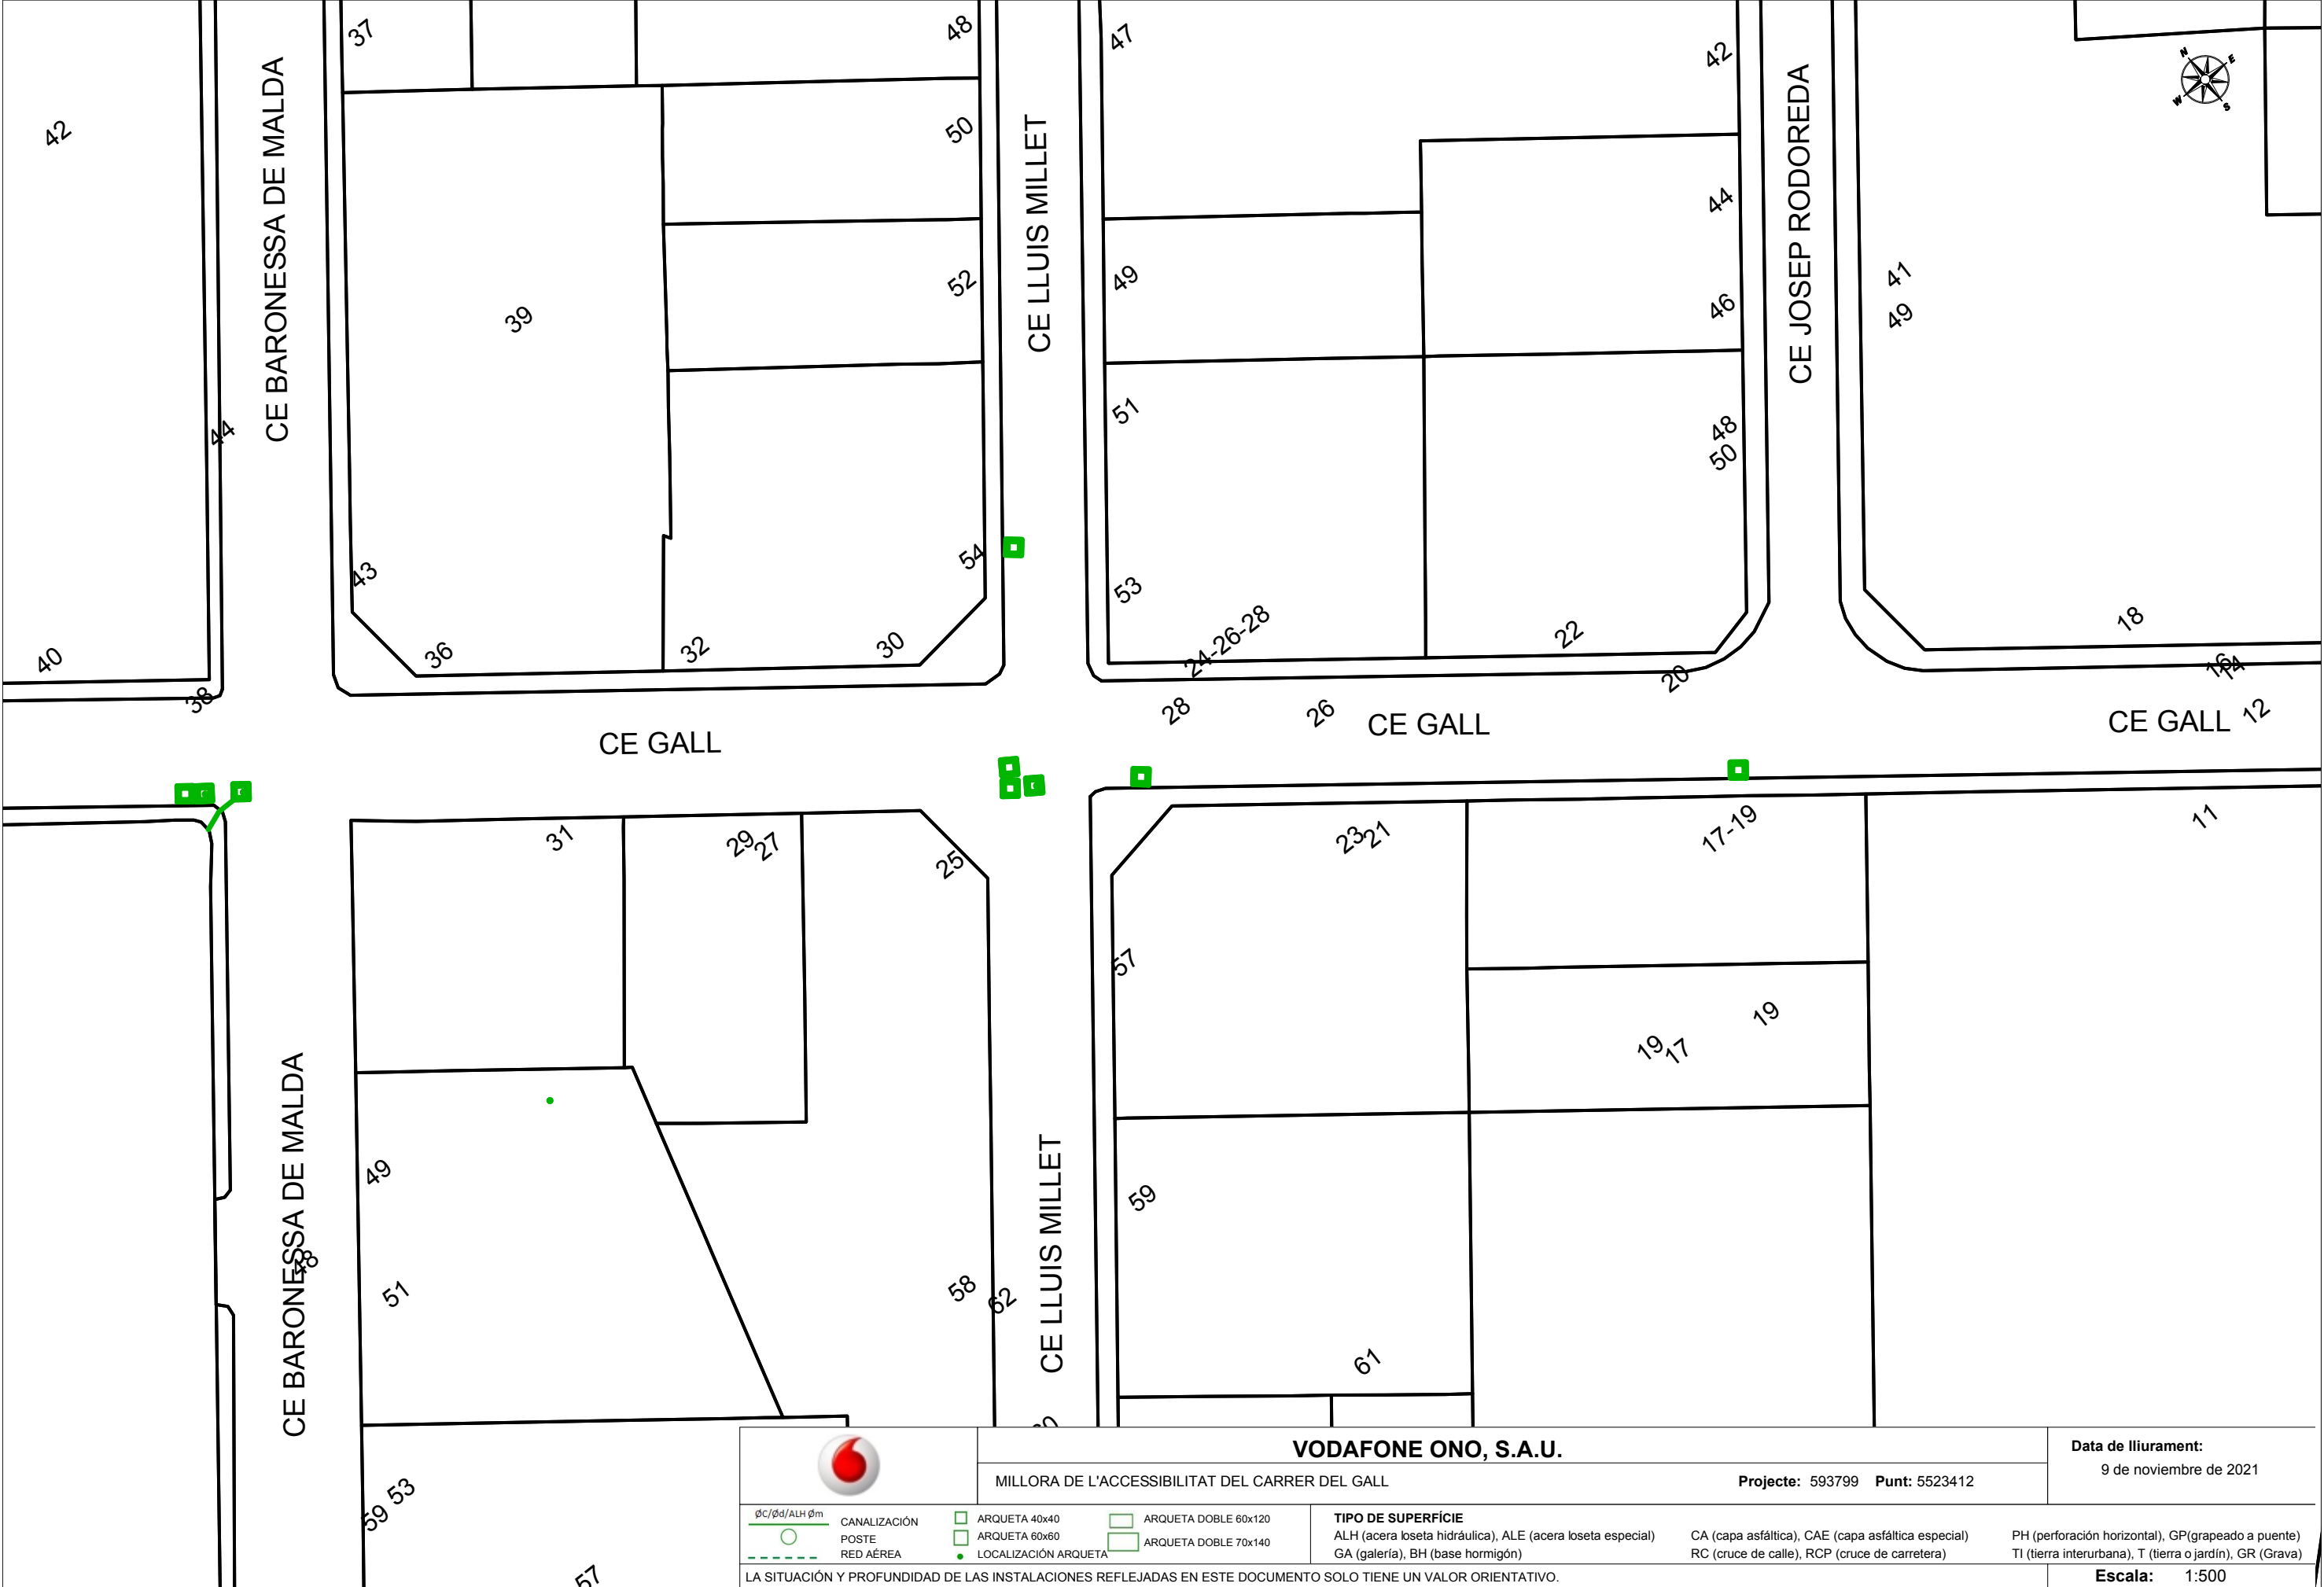 37
48
47
42
N
E
W
S
42
CE BARONESSA DE MALDA
50
CE LLUIS MILLET
CE JOSEP RODOREDA
44
39
52
49
46
41
49
44
51
48
50
43
54
53
40
36
32
30
24-26-28
22
18
38
20
16
14
28
26
12
CE GALL
CE GALL
CE GALL
31
29
27
25
23
21
17-19
11
57
19
19
17
49
59
CE BARONESSA DE MALDA
48
51
58
62
CE LLUIS MILLET
61
53
59
57
VODAFONE ONO, S.A.U.
Data de lliurament:
9 de noviembre de 2021
MILLORA DE L'ACCESSIBILITAT DEL CARRER DEL GALL
Projecte: 593799 Punt: 5523412
ØC/Ød/ALH Øm
CANALIZACIÓN
POSTE
RED AÉREA
ARQUETA 40x40
ARQUETA 60x60
LOCALIZACIÓN ARQUETA
ARQUETA DOBLE 60x120
ARQUETA DOBLE 70x140
TIPO DE SUPERFÍCIE
ALH (acera loseta hidráulica), ALE (acera loseta especial)
GA (galería), BH (base hormigón)
CA (capa asfáltica), CAE (capa asfáltica especial)
RC (cruce de calle), RCP (cruce de carretera)
PH (perforación horizontal), GP(grapeado a puente)
TI (tierra interurbana), T (tierra o jardín), GR (Grava)
LA SITUACIÓN Y PROFUNDIDAD DE LAS INSTALACIONES REFLEJADAS EN ESTE DOCUMENTO SOLO TIENE UN VALOR ORIENTATIVO.
Escala: 1:500